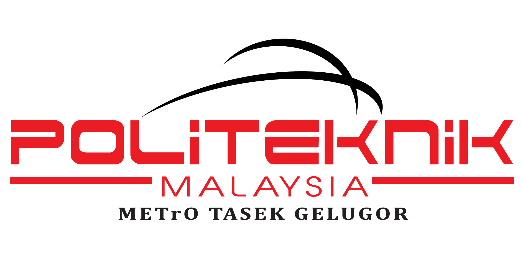 POLiTEKNiK
MALAYSIA
METrO TASEK GELUGOR